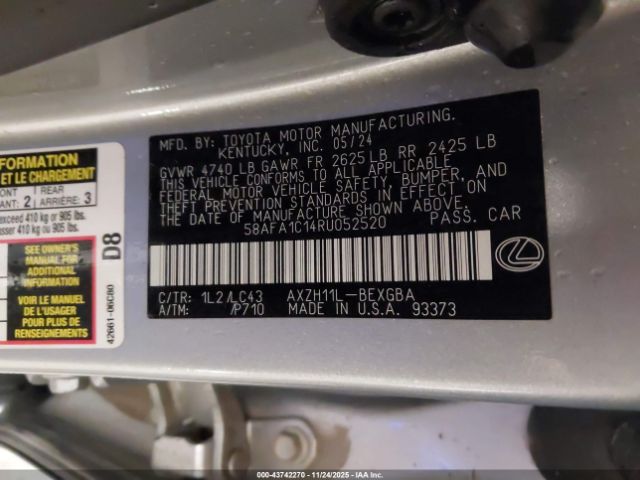 MFD. BY: TOYOTA MOTOR MANUFACTURING.
KENTUCKY, INC. 05/24
GVWR 4740 LB GAWR FR 2625 LB RR 2425 LB
THIS VEHICLE CONFORMS TO ALL APPLICABLE
FEDERAL MOTOR VEHICLE SAFETY, BUMPER, AND
THEFT PREVENTION STANDARDS IN EFFECT ON
THE DATE OF MANUFACTURE SHOWN ABOVE.
58AFA1C14RU052520 PASS. CAR
C/TR: 1L2/LC43 AXZH11L-BEXGBA
A/TM: /P710 MADE IN U.S.A. 93373
FORMATION
ET LE CHARGEMENT
ONT REAR
ANT: 2 ARRIÈRE: 3
exceed 410 kg or 905 lbs.
sser 410 kg ou 905 lb.
SEE OWNER'S
MANUAL FOR
ADDITIONAL
INFORMATION
VOIR LE MANUEL
DE L'USAGER
POUR PLUS DE
RENSEIGNEMENTS
D8
42661-06C80
000-43742270 - 11/24/2025 - IAAI Inc.